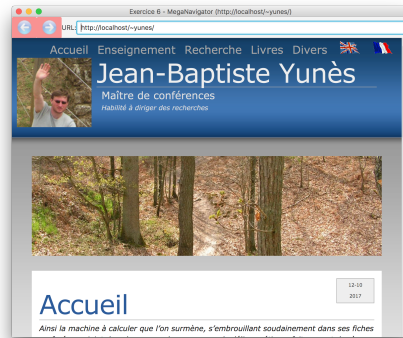 Exercice 6 - MegaNavigator (http://localhost/~yunes/)
URL: http://localhost/~yunes/
Accueil Enseignement Recherche Livres Divers
Jean-Baptiste Yunès
Maître de conférences
Habilité à diriger des recherches
12-10
2017
Accueil
Ainsi la machine à calculer que l'on surmène, s'embrouillant soudainement dans ses fiches